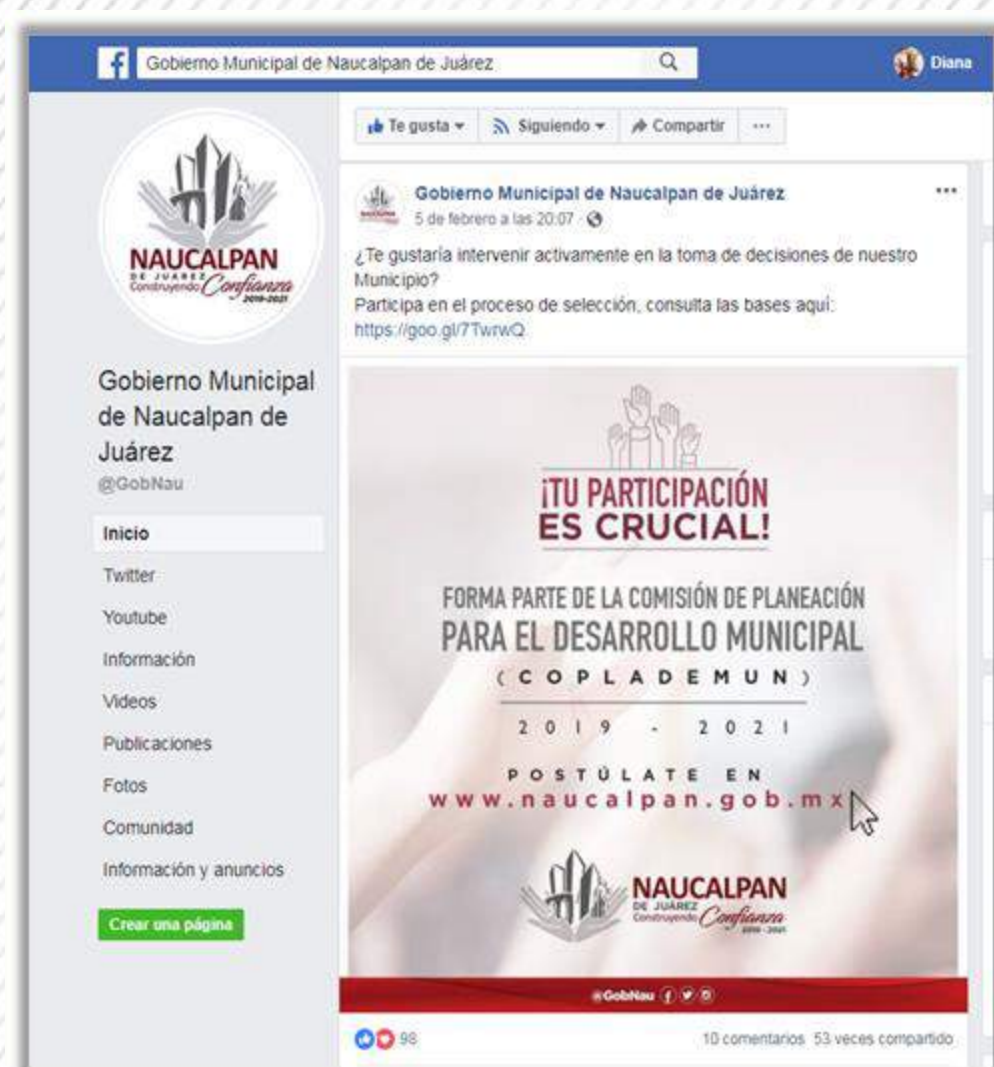 Gobierno Municipal de Naucalpan de Juárez
Diana
NAUCALPAN
DE JUÁREZ
Construyendo Confianza
2019-2021
Gobierno Municipal
de Naucalpan de
Juárez
@GobNau
Inicio
Twitter
Youtube
Información
Videos
Publicaciones
Fotos
Comunidad
Información y anuncios
Crear una página
Te gusta
Siguiendo
Compartir
Gobierno Municipal de Naucalpan de Juárez
5 de febrero a las 20:07
¿Te gustaría intervenir activamente en la toma de decisiones de nuestro
Municipio?
Participa en el proceso de selección, consulta las bases aquí:
https://goo.gl/7TwrwQ
¡TU PARTICIPACIÓN
ES CRUCIAL!
FORMA PARTE DE LA COMISIÓN DE PLANEACIÓN
PARA EL DESARROLLO MUNICIPAL
(COPLADEMUN)
2019 - 2021
POSTÚLATE EN
www.naucalpan.gob.mx
NAUCALPAN
DE JUÁREZ
Construyendo Confianza
2019-2021
@GobNau
98
10 comentarios 53 veces compartido